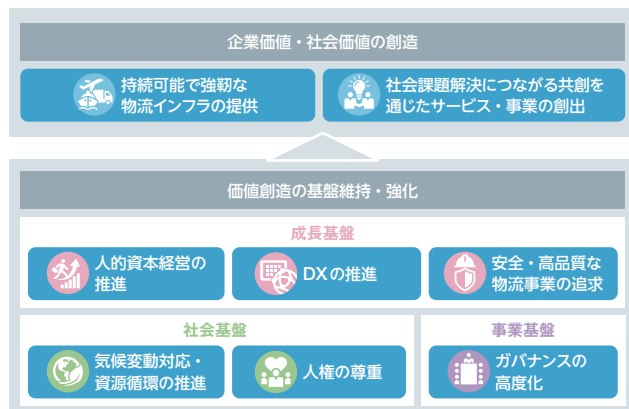 企業価値・社会価値の創造
持続可能で強靭な
物流インフラの提供
社会課題解決につながる共創を
通じたサービス・事業の創出
価値創造の基盤維持・強化
成長基盤
人的資本経営の
推進
DXの推進
安全・高品質な
物流事業の追求
社会基盤
気候変動対応・
資源循環の推進
人権の尊重
事業基盤
ガバナンスの
高度化